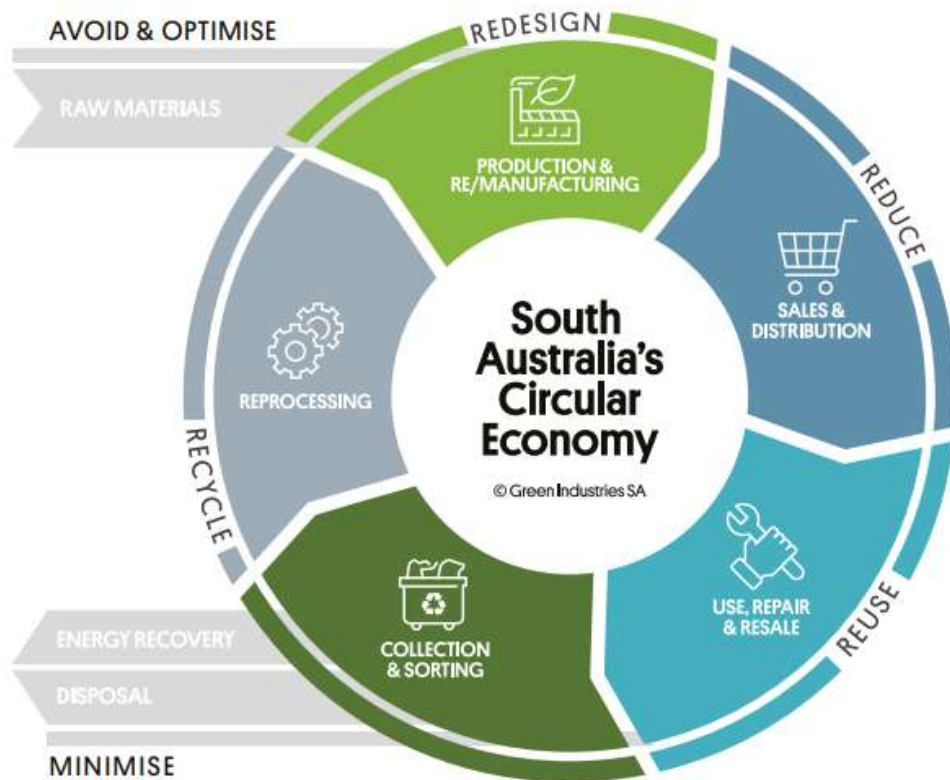 AVOID & OPTIMISE
RAW MATERIALS
REDESIGN
PRODUCTION &
RE/MANUFACTURING
REDUCE
SALES &
DISTRIBUTION
South
Australia's
Circular
Economy
© Green Industries SA
REPROCESSING
RECYCLE
USE, REPAIR
& RESALE
REUSE
COLLECTION
& SORTING
ENERGY RECOVERY
DISPOSAL
MINIMISE